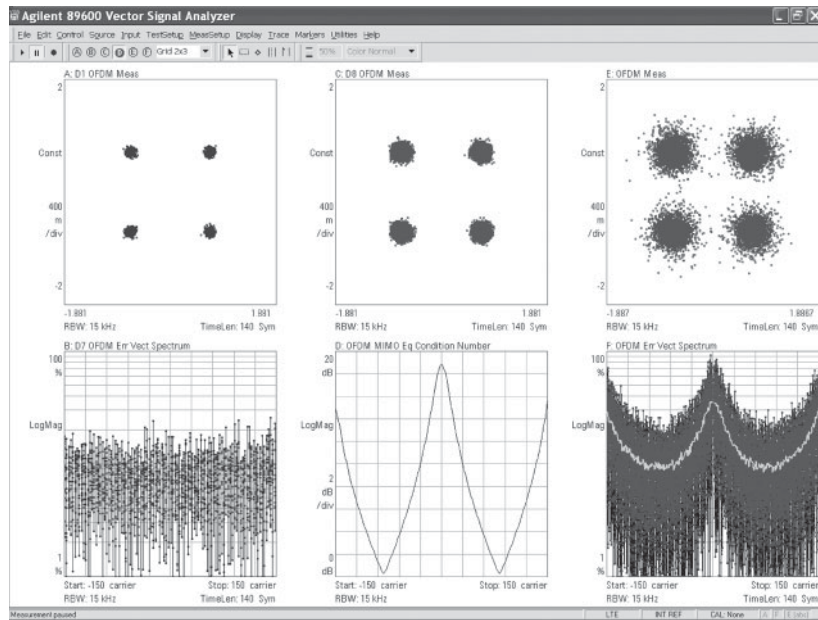 Agilent 89600 Vector Signal Analyzer
File Edit Control Source Input TestSetup MeasSetup Display Trace Markers Utilities Help
A B C D E F Grid 2x3 50% Color Normal
A: D1 OFDM Meas
2
Const
400
m
/div
-2
-1.881 1.881
RBW: 15 kHz TimeLen: 140 Sym
C: D8 OFDM Meas
2
Const
400
m
/div
-2
-1.881 1.881
RBW: 15 kHz TimeLen: 140 Sym
E: OFDM Meas
2
Const
400
m
/div
-2
-1.887 1.8867
RBW: 15 kHz TimeLen: 140 Sym
B: D7 OFDM Err Vect Spectrum
100
%
LogMag
1
%
Start: -150 carrier Stop: 150 carrier
RBW: 15 kHz TimeLen: 140 Sym
D: OFDM MIMO Eq Condition Number
20
dB
LogMag
2
dB
/div
0
dB
Start: -150 carrier Stop: 150 carrier
RBW: 15 kHz TimeLen: 140 Sym
F: OFDM Err Vect Spectrum
100
%
LogMag
1
%
Start: -150 carrier Stop: 150 carrier
RBW: 15 kHz TimeLen: 140 Sym
Measurement paused LTE INT REF CAL: None